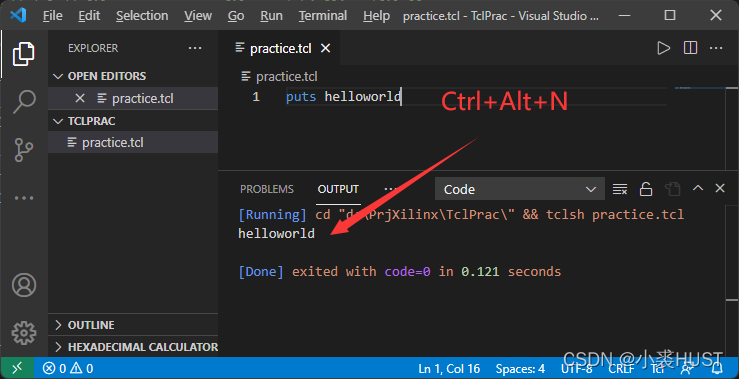 File Edit Selection View Go Run Terminal Help practice.tcl - TclPrac - Visual Studio ...
EXPLORER ...
OPEN EDITORS
practice.tcl
TCLPRAC
practice.tcl
OUTLINE
HEXADECIMAL CALCULATOR
practice.tcl
practice.tcl
1 puts helloworld
Ctrl+Alt+N
PROBLEMS OUTPUT ... Code
[Running] cd "d:\PrjXilinx\TclPrac\" && tclsh practice.tcl
helloworld
[Done] exited with code=0 in 0.121 seconds
0 0 Ln 1, Col 16 Spaces: 4 UTF-8 CRLF Tcl
CSDN @小裘HUST